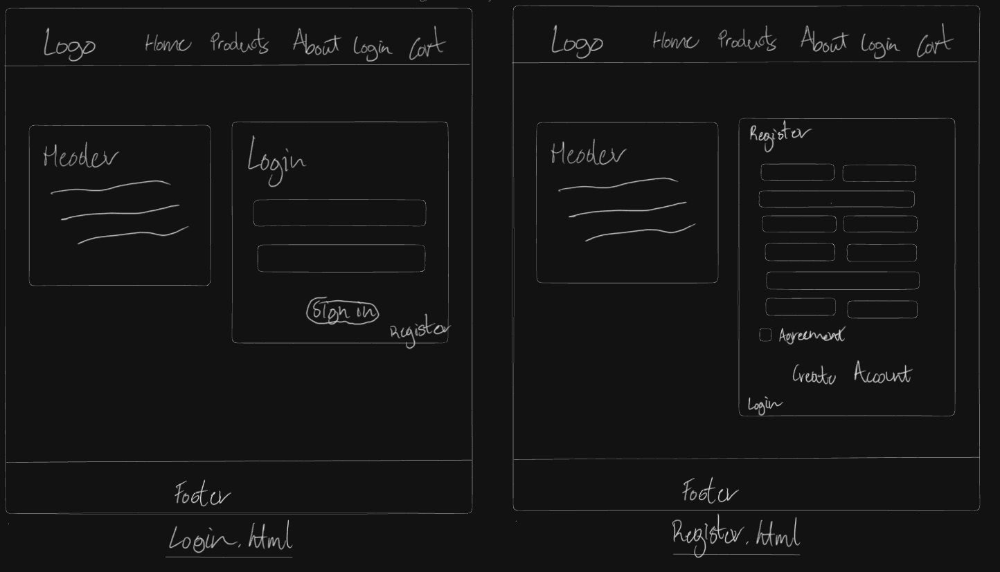 Logo Home Products About Login Cart
Header
Login
Sign in
Register
Footer
Login.html
Logo Home Products About Login Cart
Header
Register
Agreement
Create Account
Login
Footer
Register.html